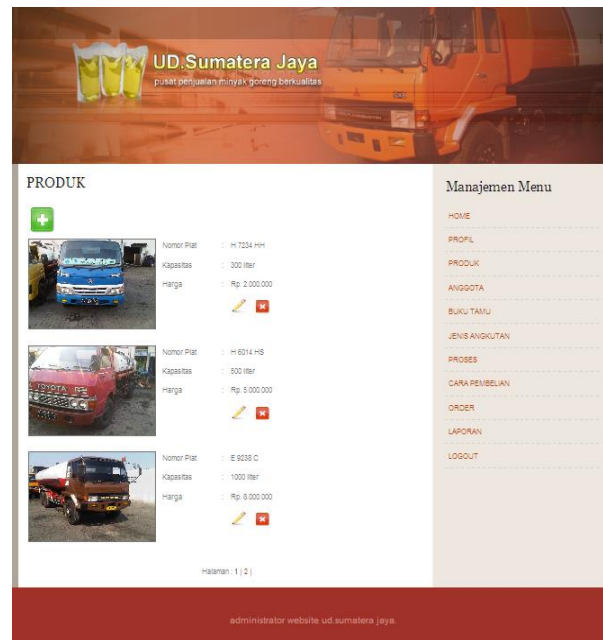 UD.Sumatera Jaya
pusat penjualan minyak goreng berkualitas
PRODUK
Nomor Plat : H 7234 HH
Kapasitas : 300 liter
Harga : Rp. 2.000.000
Nomor Plat : H 6014 HS
Kapasitas : 500 liter
Harga : Rp. 5.000.000
TOYOTA
Nomor Plat : E 9238 C
Kapasitas : 1000 liter
Harga : Rp. 8.000.000
Halaman : 1 | 2 |
Manajemen Menu
HOME
PROFIL
PRODUK
ANGGOTA
BUKU TAMU
JENIS ANGKUTAN
PROSES
CARA PEMBELIAN
ORDER
LAPORAN
LOGOUT
administrator website ud.sumatera jaya.